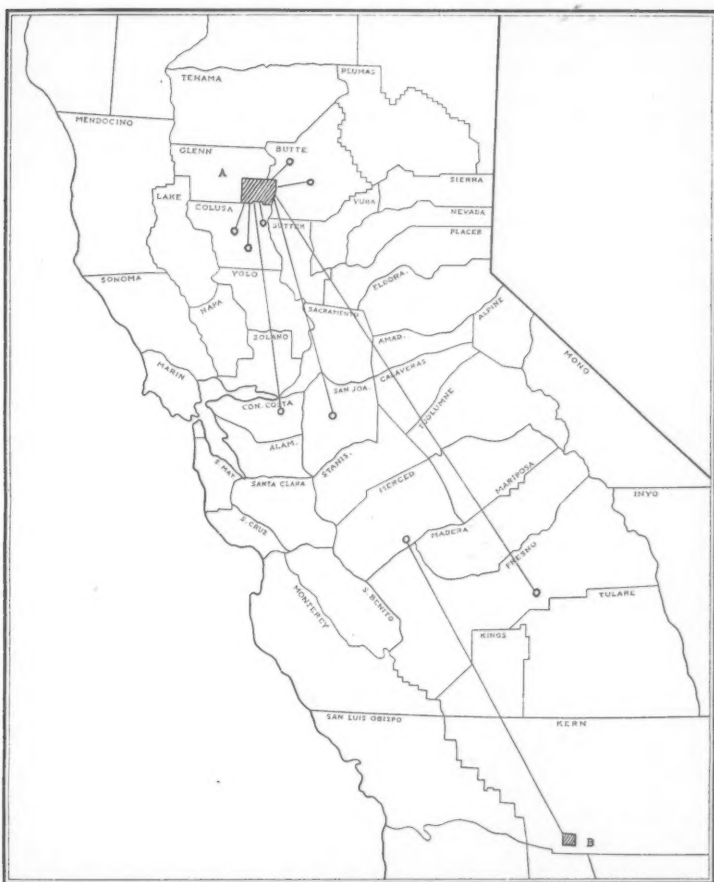 PLUMAS
TEHAMA
MENDOCINO
GLENN
BUTTE
A
SIERRA
LAKE
YUBA
COLUSA
NEVADA
SUTTER
PLACER
YOLO
SONOMA
ELDORA.
NAPA
SACRAMENTO
ALPINE
SOLANO
AMAD.
MONO
MARIN
CALAVERAS
SAN JOA.
CON. COSTA
TUOLUMNE
ALAM.
STANIS.
S. MAT.
SANTA CLARA
MERCED
MARIPOSA
INYO
S. CRUS
MADERA
FRESNO
MONTEREY
S. BENITO
TULARE
KINGS
SAN LUIS OBISPO
KERN
B